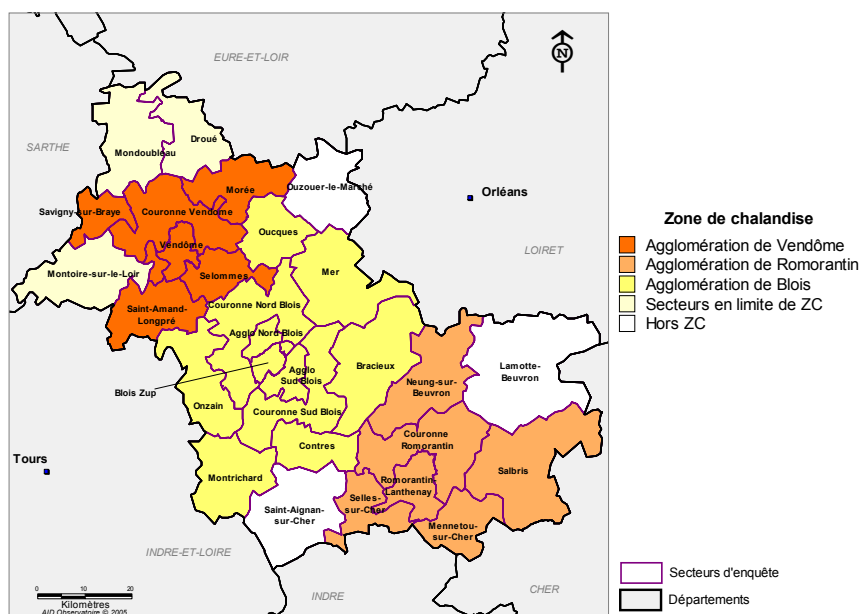 EURE-ET-LOIR
SARTHE
Droué
Mondoubleau
Morée
Ouzouer-le-Marché
Orléans
Savigny-sur-Braye
Couronne Vendome
Oucques
Vendôme
LOIRET
Montoire-sur-le-Loir
Selommes
Mer
Saint-Amand-
Longpré
Couronne Nord Blois
Agglo Nord Blois
Agglo
Sud Blois
Bracieux
Lamotte-
Beuvron
Neung-sur-
Beuvron
Blois Zup
Onzain
Couronne Sud Blois
Couronne
Romorantin
Contres
Tours
Montrichard
Salbris
Romorantin-
Lanthenay
Selles-
sur-Cher
Saint-Aignan-
sur-Cher
Mennetou-
sur-Cher
INDRE-ET-LOIRE
INDRE
CHER
N
0 10 20
Kilomètres
AID Observatoire © 2005
Zone de chalandise
Agglomération de Vendôme
Agglomération de Romorantin
Agglomération de Blois
Secteurs en limite de ZC
Hors ZC
Secteurs d'enquête
Départements